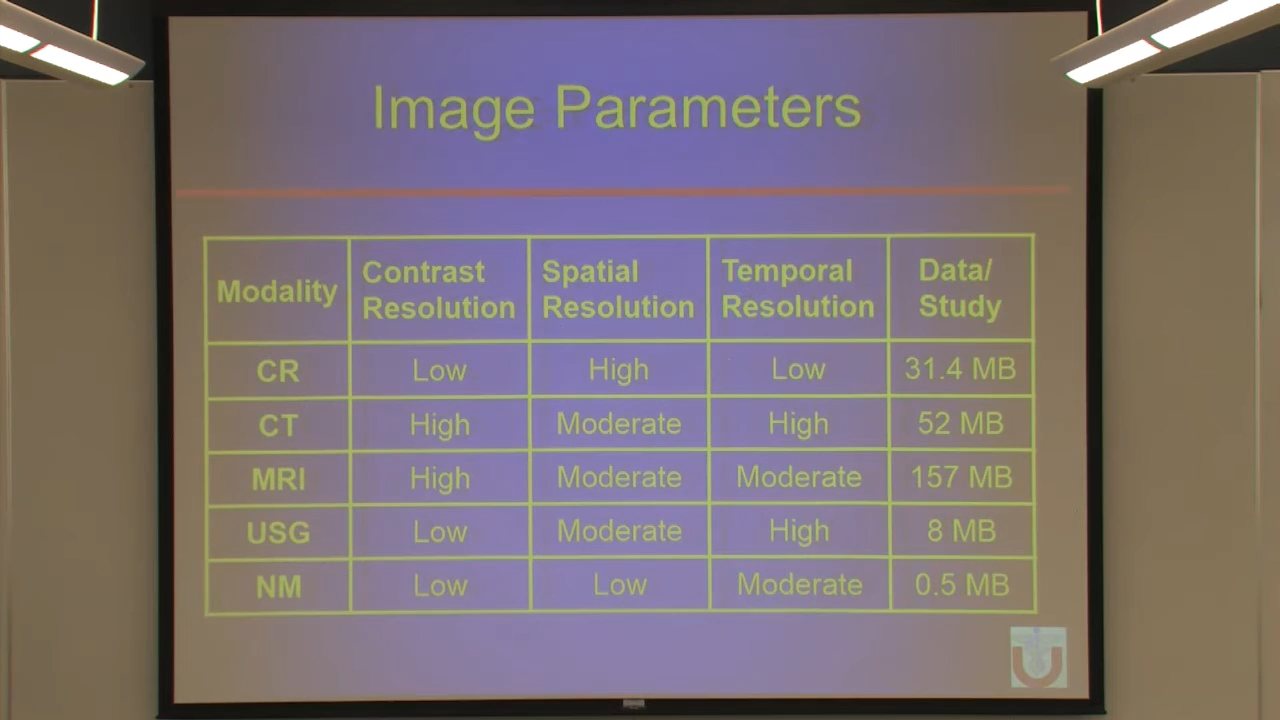 Image Parameters
Modality Contrast Resolution Spatial Resolution Temporal Resolution Data/ Study
CR Low High Low 31.4 MB
CT High Moderate High 52 MB
MRI High Moderate Moderate 157 MB
USG Low Moderate High 8 MB
NM Low Low Moderate 0.5 MB
U